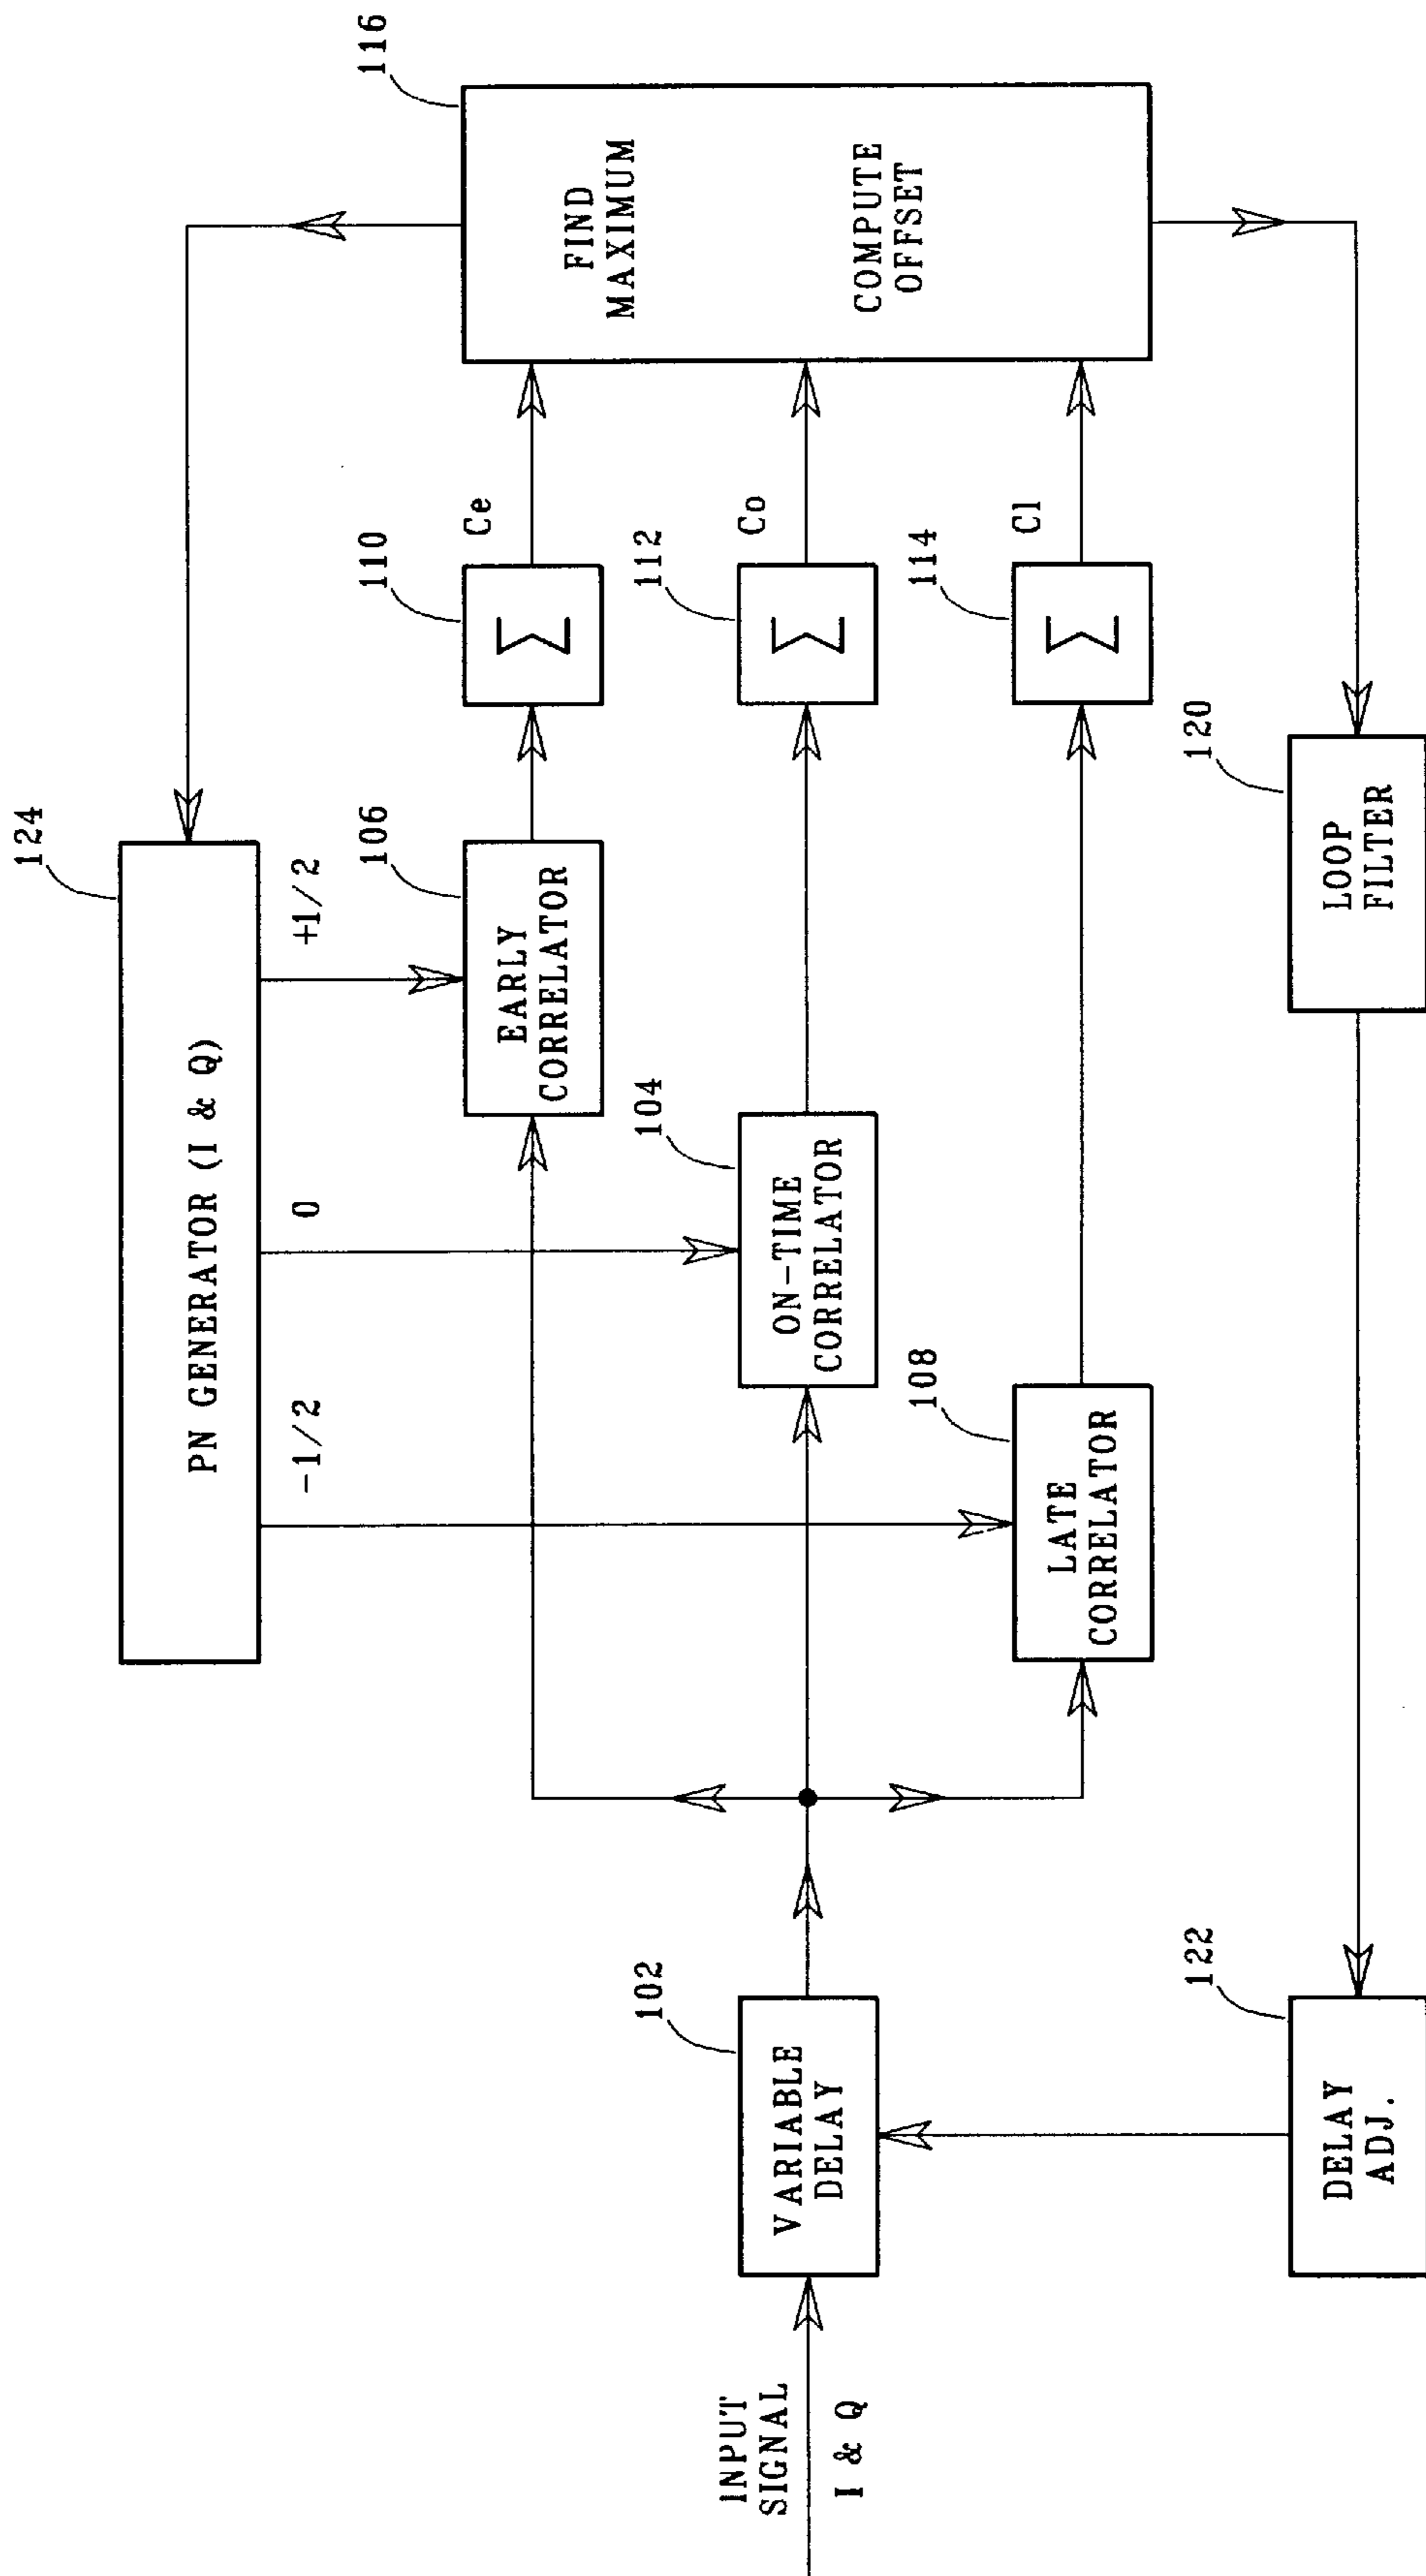 124
PN GENERATOR (I & Q)
-1/2
0
+1/2
116
FIND
MAXIMUM
COMPUTE
OFFSET
106
EARLY
CORRELATOR
110
Σ
Ce
INPUT
SIGNAL
I & Q
102
VARIABLE
DELAY
104
ON-TIME
CORRELATOR
112
Σ
Co
108
LATE
CORRELATOR
114
Σ
Cl
122
DELAY
ADJ.
120
LOOP
FILTER